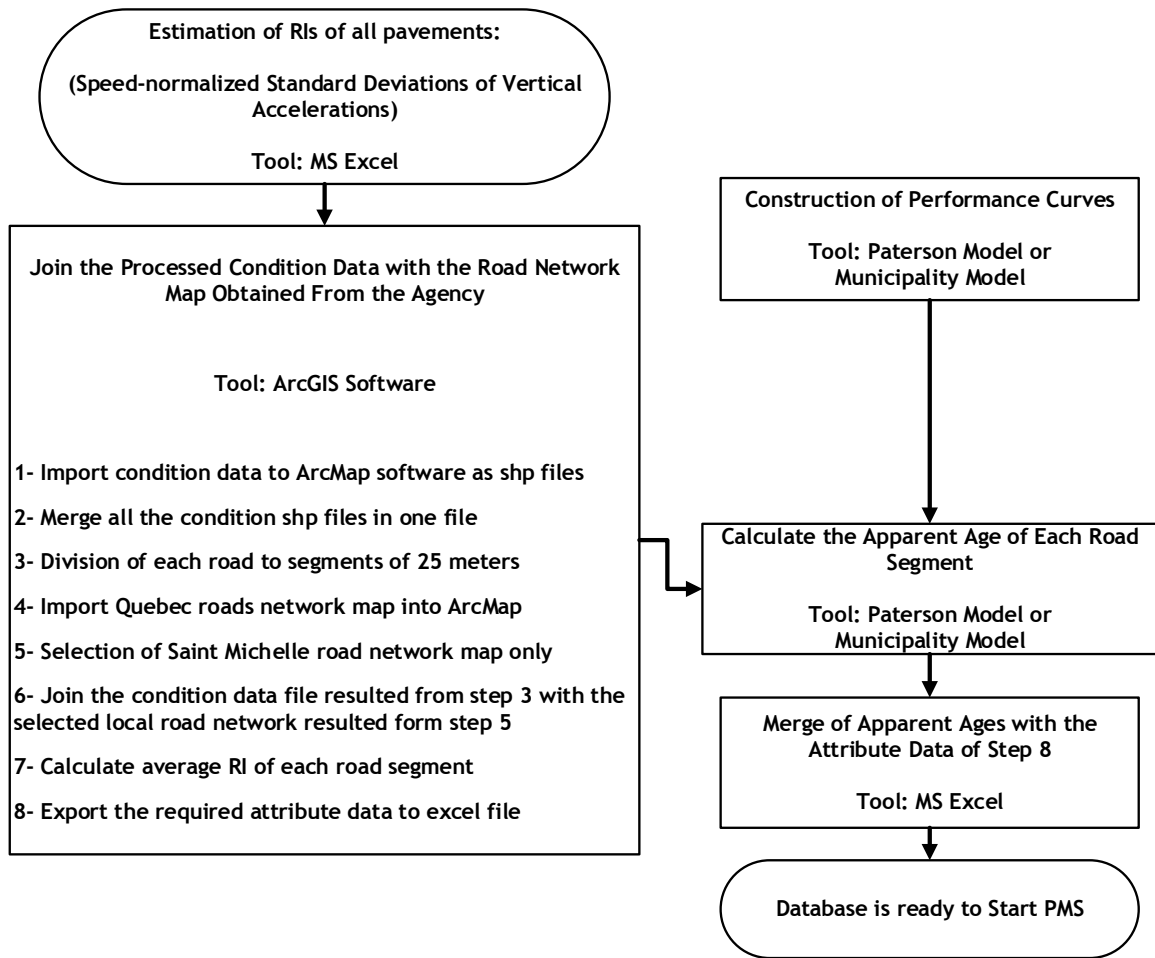 Estimation of RIs of all pavements:
(Speed-normalized Standard Deviations of Vertical
Accelerations)
Tool: MS Excel
Join the Processed Condition Data with the Road Network
Map Obtained From the Agency
Tool: ArcGIS Software
1- Import condition data to ArcMap software as shp files
2- Merge all the condition shp files in one file
3- Division of each road to segments of 25 meters
4- Import Quebec roads network map into ArcMap
5- Selection of Saint Michelle road network map only
6- Join the condition data file resulted from step 3 with the
selected local road network resulted form step 5
7- Calculate average RI of each road segment
8- Export the required attribute data to excel file
Construction of Performance Curves
Tool: Paterson Model or
Municipality Model
Calculate the Apparent Age of Each Road
Segment
Tool: Paterson Model or
Municipality Model
Merge of Apparent Ages with the
Attribute Data of Step 8
Tool: MS Excel
Database is ready to Start PMS